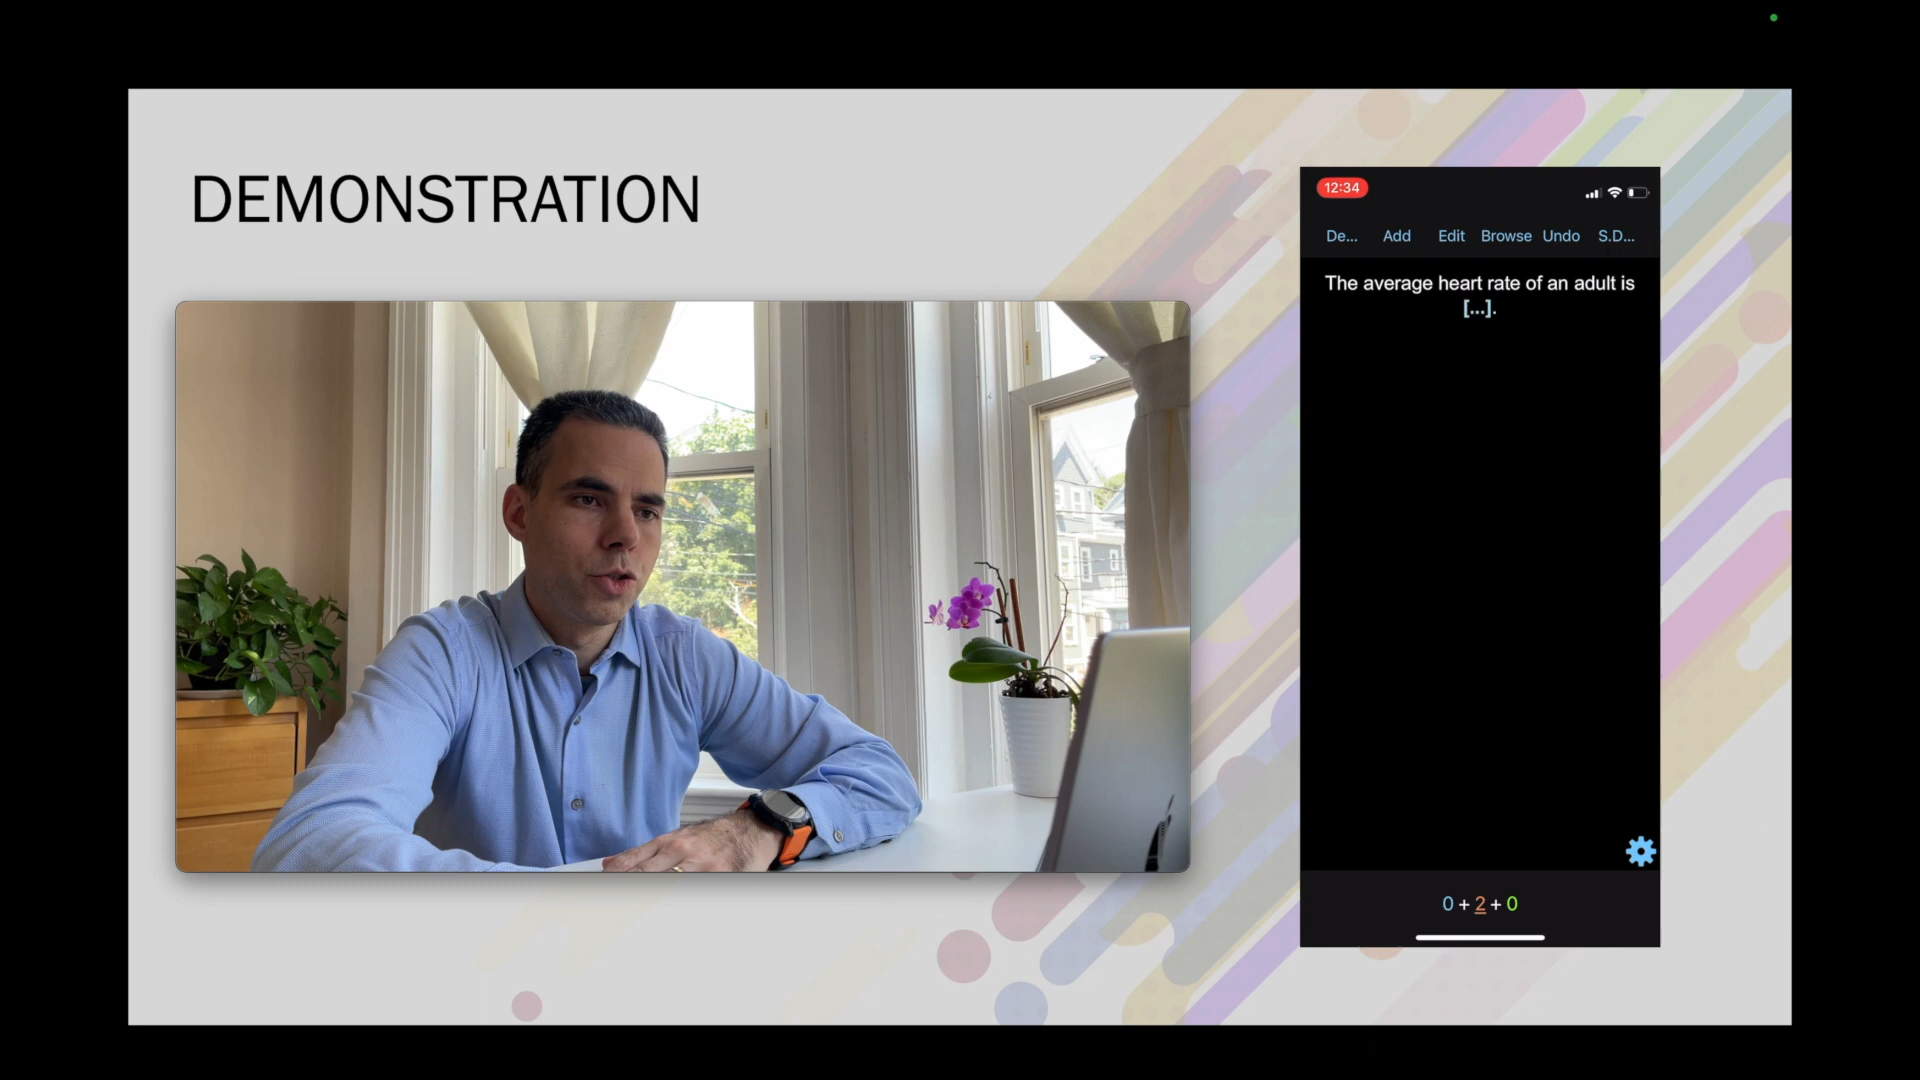 DEMONSTRATION
12:34
De... Add Edit Browse Undo S.D...
The average heart rate of an adult is
[...].
0 + 2 + 0